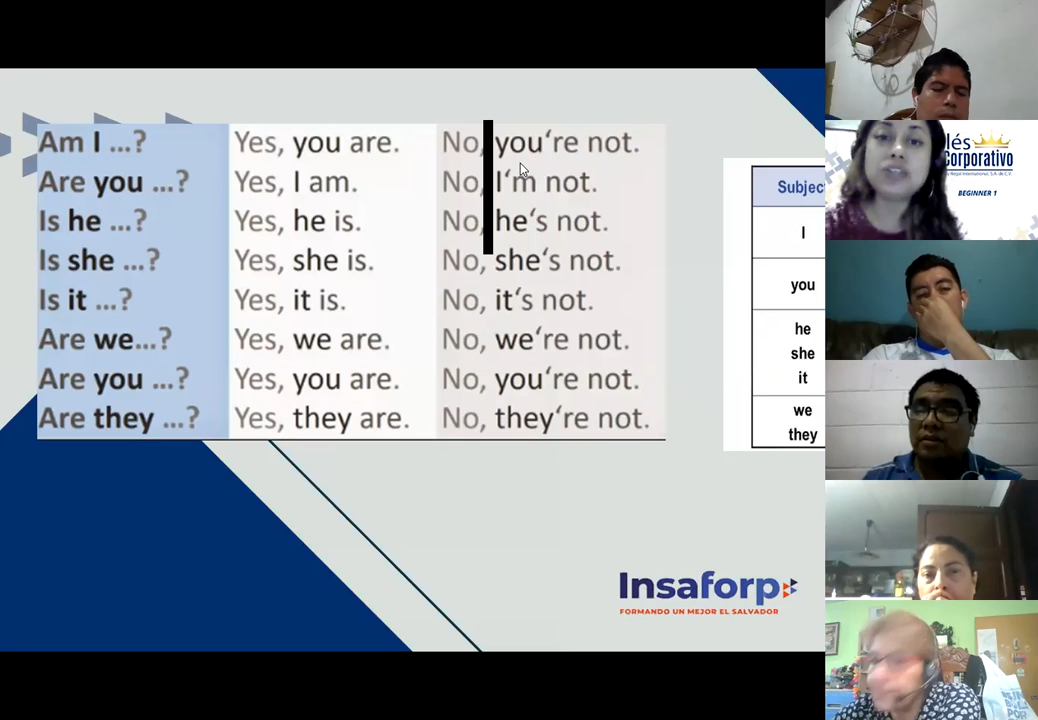 Am I ...? Yes, you are. No, you're not.
Are you ...? Yes, I am. No, I'm not.
Is he ...? Yes, he is. No, he's not.
Is she ...? Yes, she is. No, she's not.
Is it ...? Yes, it is. No, it's not.
Are we...? Yes, we are. No, we're not.
Are you ...? Yes, you are. No, you're not.
Are they ...? Yes, they are. No, they're not.
Subject
I
you
he
she
it
we
they
Insaforp
FORMANDO UN MEJOR EL SALVADOR
lés
Corporativo
BEGINNER 1